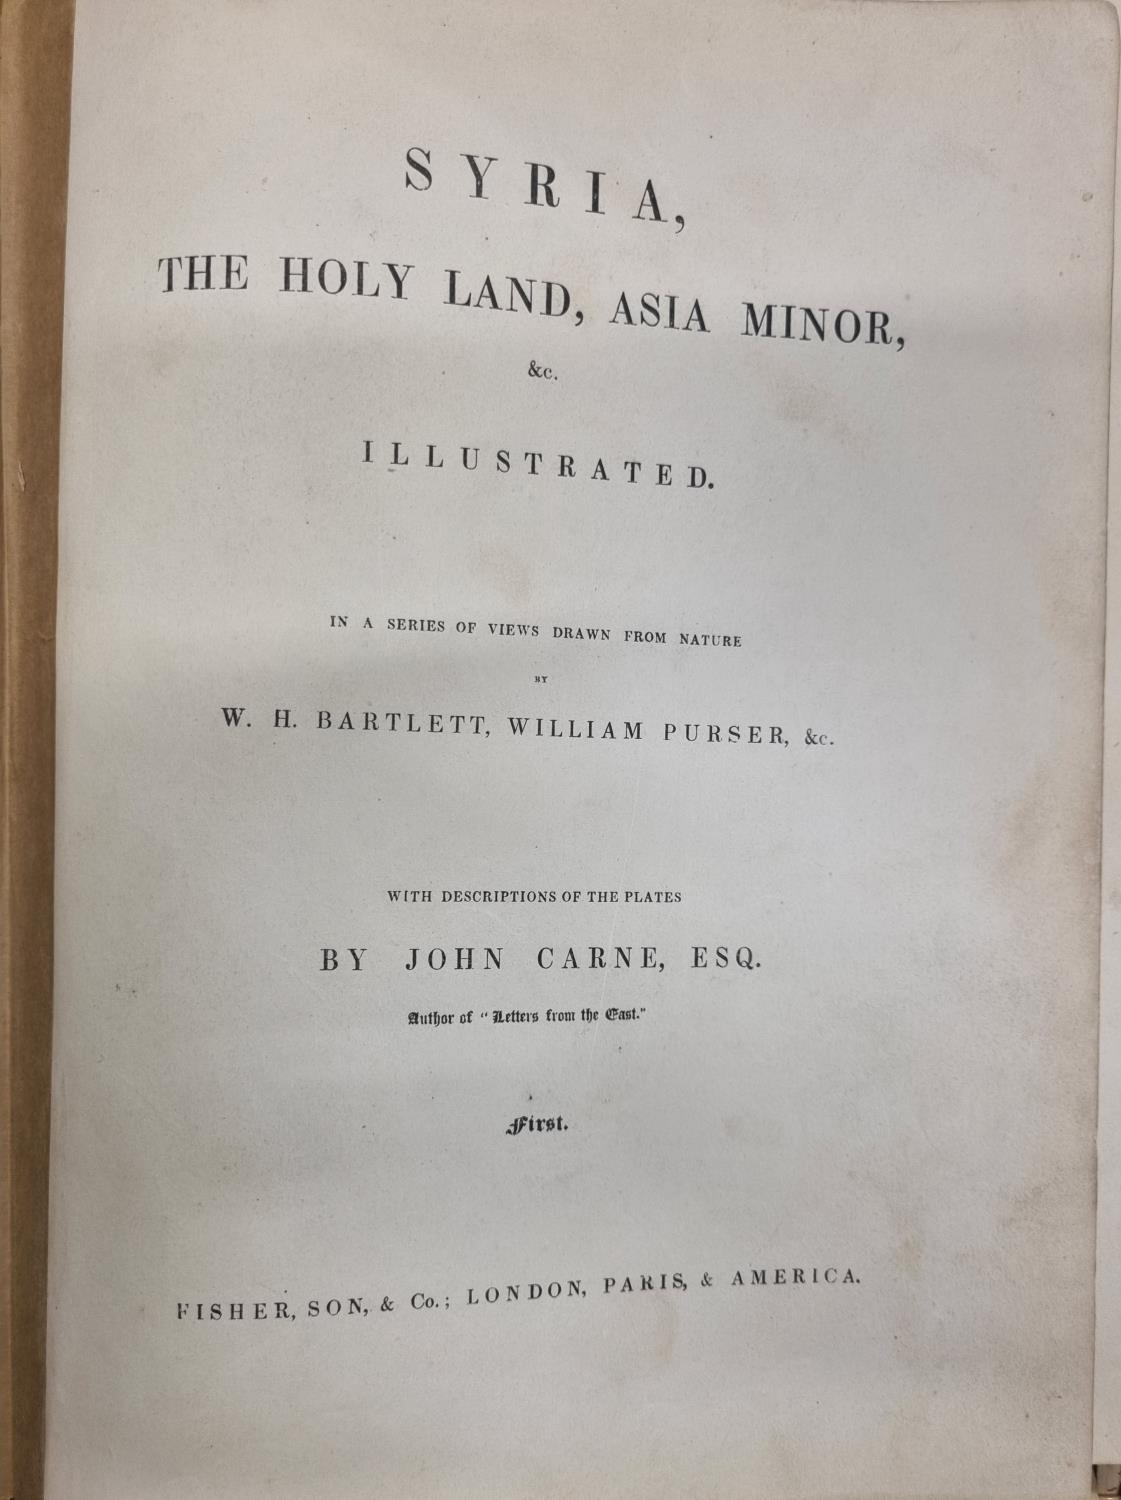 SYRIA,
THE HOLY LAND, ASIA MINOR,
&c.
ILLUSTRATED.
IN A SERIES OF VIEWS DRAWN FROM NATURE
BY
W. H. BARTLETT, WILLIAM PURSER, &c.
WITH DESCRIPTIONS OF THE PLATES
BY JOHN CARNE, ESQ.
Author of "Letters from the East."
First.
FISHER, SON, & Co.; LONDON, PARIS, & AMERICA.